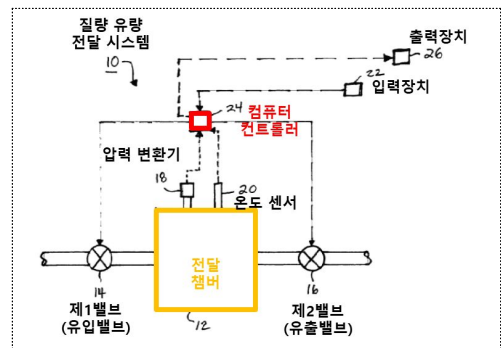 질량 유량
전달 시스템
10
출력장치
26
22
입력장치
24
컴퓨터
컨트롤러
압력 변환기
18
20
온도 센서
전달
챔버
14
제1밸브
(유입밸브)
12
16
제2밸브
(유출밸브)